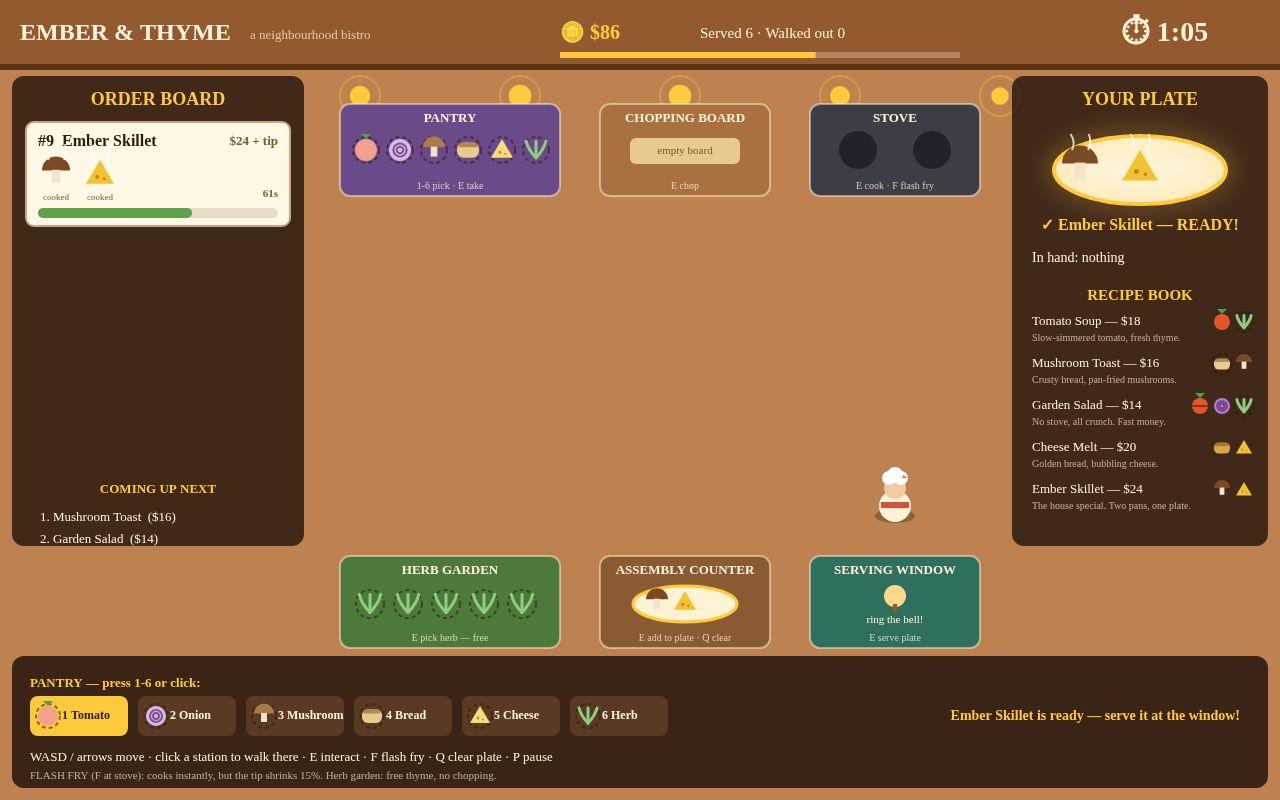 EMBER & THYME a neighbourhood bistro
$86
Served 6 · Walked out 0
1:05
ORDER BOARD
#9 Ember Skillet $24 + tip
cooked cooked
61s
COMING UP NEXT
1. Mushroom Toast ($16)
2. Garden Salad ($14)
PANTRY
1-6 pick · E take
CHOPPING BOARD
empty board
E chop
STOVE
E cook · F flash fry
YOUR PLATE
✓ Ember Skillet — READY!
In hand: nothing
RECIPE BOOK
Tomato Soup — $18
Slow-simmered tomato, fresh thyme.
Mushroom Toast — $16
Crusty bread, pan-fried mushrooms.
Garden Salad — $14
No stove, all crunch. Fast money.
Cheese Melt — $20
Golden bread, bubbling cheese.
Ember Skillet — $24
The house special. Two pans, one plate.
HERB GARDEN
E pick herb — free
ASSEMBLY COUNTER
E add to plate · Q clear
SERVING WINDOW
ring the bell!
E serve plate
PANTRY — press 1-6 or click:
1 Tomato 2 Onion 3 Mushroom 4 Bread 5 Cheese 6 Herb
Ember Skillet is ready — serve it at the window!
WASD / arrows move · click a station to walk there · E interact · F flash fry · Q clear plate · P pause
FLASH FRY (F at stove): cooks instantly, but the tip shrinks 15%. Herb garden: free thyme, no chopping.